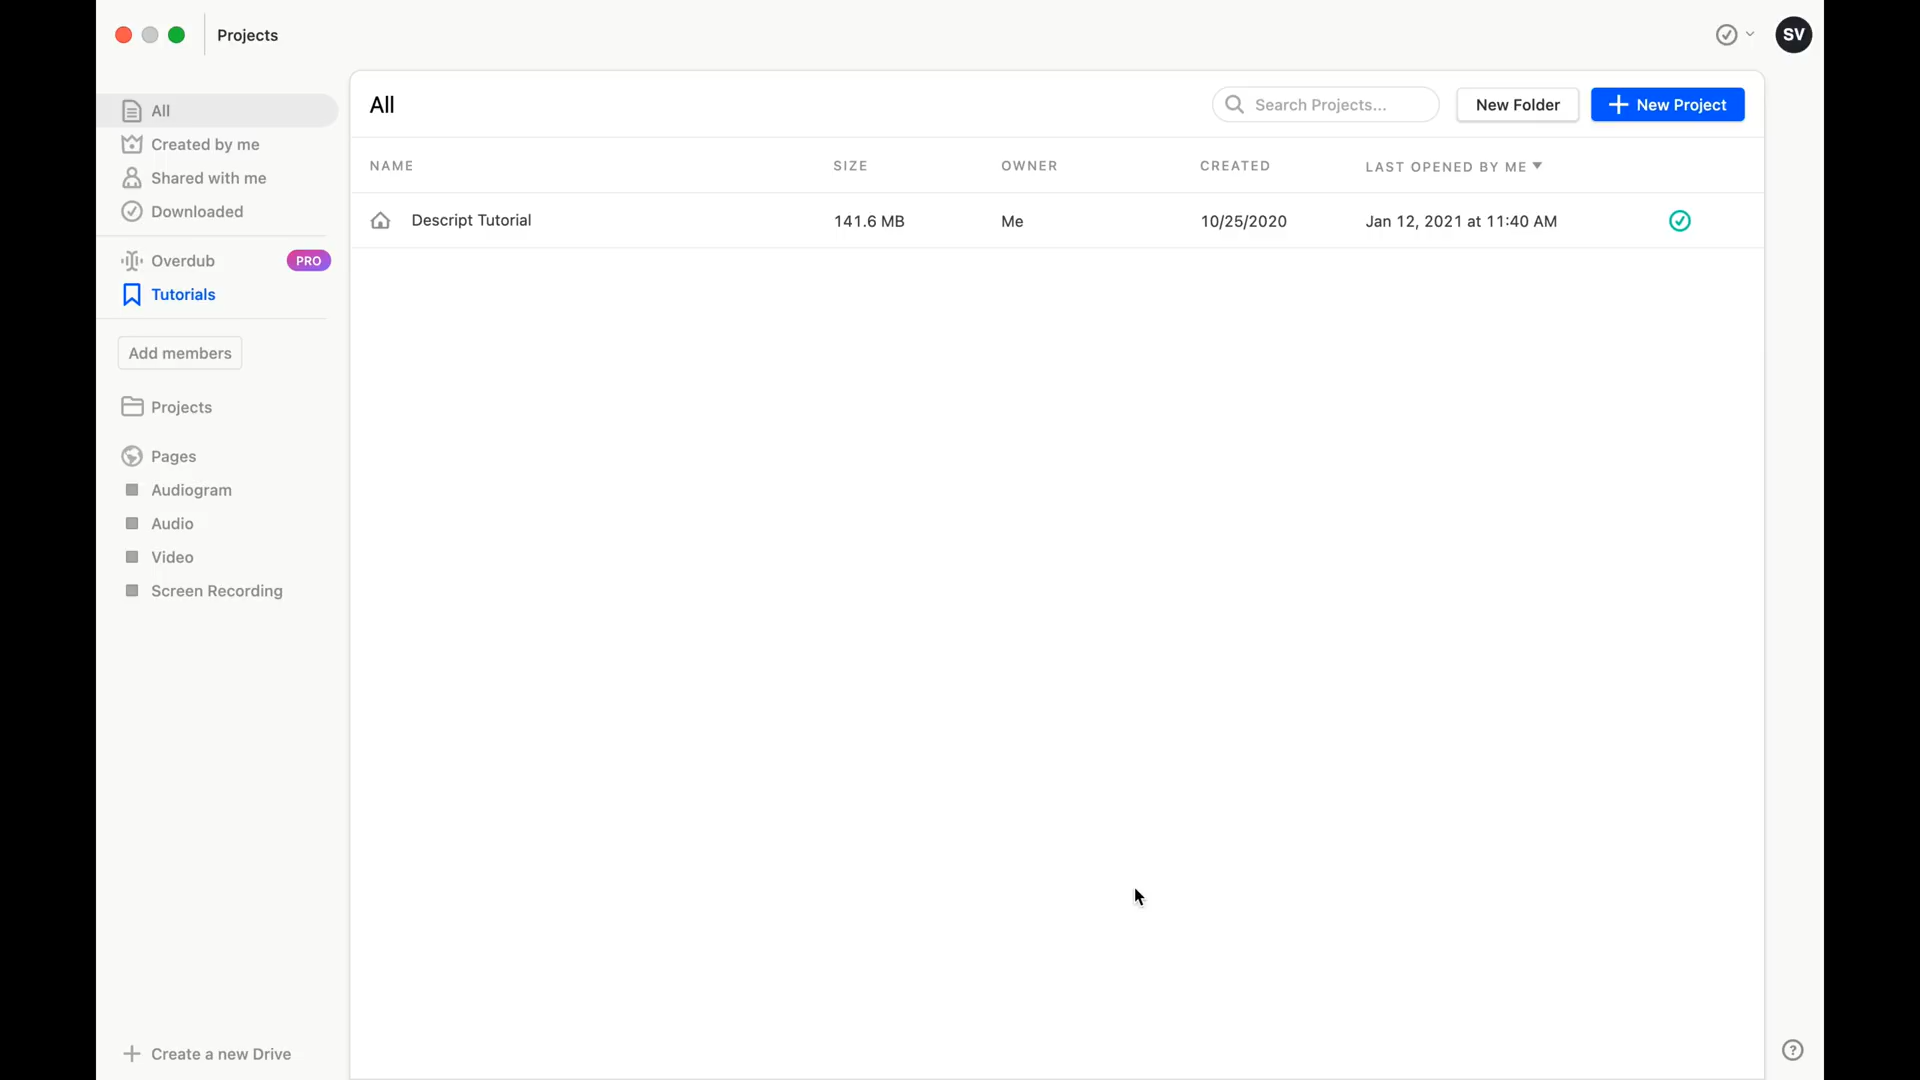 Projects
SV
All
Created by me
Shared with me
Downloaded
Overdub PRO
Tutorials
Add members
Projects
Pages
Audiogram
Audio
Video
Screen Recording
+ Create a new Drive
All
Search Projects...
New Folder
+ New Project
NAME SIZE OWNER CREATED LAST OPENED BY ME ▼
Descript Tutorial 141.6 MB Me 10/25/2020 Jan 12, 2021 at 11:40 AM
?